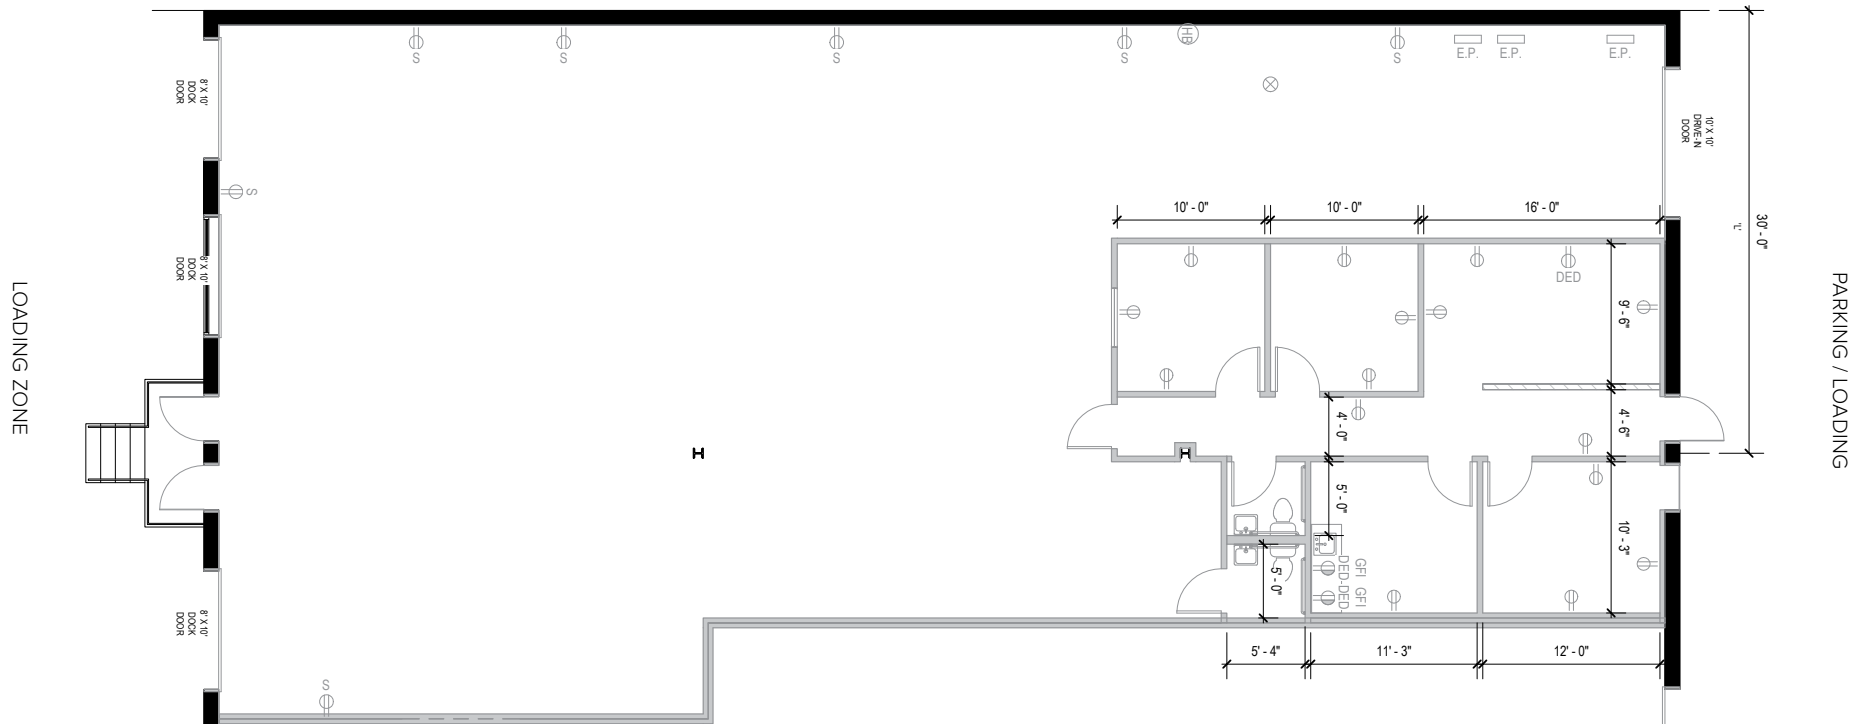 HB
S
S
S
S
S
E.P.
E.P.
E.P.
8' X 10'
DOCK
DOOR
10' X 10'
DRIVE-IN
DOOR
S
10' - 0"
10' - 0"
16' - 0"
30' - 0"
"L"
8' X 10'
DOCK
DOOR
DED
9' - 6"
LOADING ZONE
PARKING / LOADING
4' - 0"
4' - 6"
5' - 0"
10' - 3"
GFI GFI
DED-DED-
5' - 0"
8' X 10'
DOCK
DOOR
5' - 4"
11' - 3"
12' - 0"
S